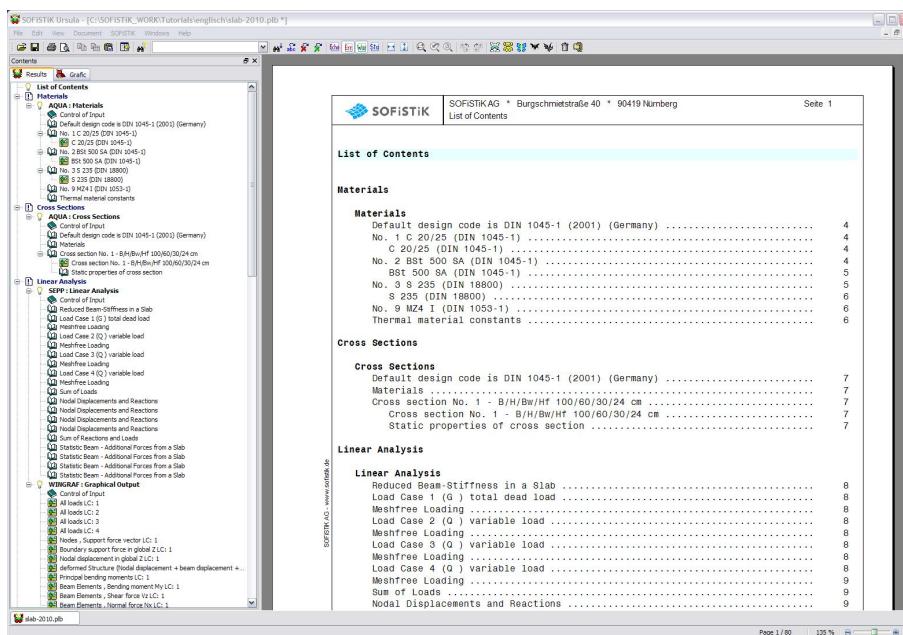 SOFiSTiK Ursula - [C:\SOFiSTiK_WORK\Tutorials\englisch\slab-2010.plb *]
File Edit View Document SOFiSTiK Windows Help
Contents
Results Grafic
List of Contents
Materials
AQUA : Materials
Control of Input
Default design code is DIN 1045-1 (2001) (Germany)
No. 1 C 20/25 (DIN 1045-1)
C 20/25 (DIN 1045-1)
No. 2 BSt 500 SA (DIN 1045-1)
BSt 500 SA (DIN 1045-1)
No. 3 S 235 (DIN 18800)
S 235 (DIN 18800)
No. 9 MZ4 I (DIN 1053-1)
Thermal material constants
Cross Sections
AQUA : Cross Sections
Control of Input
Default design code is DIN 1045-1 (2001) (Germany)
Materials
Cross section No. 1 - B/H/Bw/Hf 100/60/30/24 cm
Cross section No. 1 - B/H/Bw/Hf 100/60/30/24 cm
Static properties of cross section
Linear Analysis
SEPP : Linear Analysis
Control of Input
Reduced Beam-Stiffness in a Slab
Load Case 1 (G ) total dead load
Meshfree Loading
Load Case 2 (Q ) variable load
Meshfree Loading
Load Case 3 (Q ) variable load
Meshfree Loading
Load Case 4 (Q ) variable load
Meshfree Loading
Sum of Loads
Nodal Displacements and Reactions
Nodal Displacements and Reactions
Nodal Displacements and Reactions
Nodal Displacements and Reactions
Sum of Reactions and Loads
Statistic Beam - Additional Forces from a Slab
Statistic Beam - Additional Forces from a Slab
Statistic Beam - Additional Forces from a Slab
Statistic Beam - Additional Forces from a Slab
WINGRAF : Graphical Output
Control of Input
All loads LC: 1
All loads LC: 2
All loads LC: 3
All loads LC: 4
Nodes , Support force vector LC: 1
Boundary support force in global Z LC: 1
Nodal displacement in global Z LC: 1
deformed Structure (Nodal displacement + beam displacement +...
Principal bending moments LC: 1
Beam Elements , Bending moment My LC: 1
Beam Elements , Shear force Vz LC: 1
Beam Elements , Normal force Nx LC: 1
SOFiSTiK
SOFiSTiK AG * Burgschmietstraße 40 * 90419 Nürnberg Seite 1
List of Contents
List of Contents
Materials
Materials
Default design code is DIN 1045-1 (2001) (Germany) .......................... 4
No. 1 C 20/25 (DIN 1045-1) .................................................. 4
C 20/25 (DIN 1045-1) ........................................................ 4
No. 2 BSt 500 SA (DIN 1045-1) ............................................... 4
BSt 500 SA (DIN 1045-1) ..................................................... 5
No. 3 S 235 (DIN 18800) ..................................................... 5
S 235 (DIN 18800) ........................................................... 6
No. 9 MZ4 I (DIN 1053-1) .................................................... 6
Thermal material constants .................................................. 6
Cross Sections
Cross Sections
Default design code is DIN 1045-1 (2001) (Germany) .......................... 7
Materials ................................................................... 7
Cross section No. 1 - B/H/Bw/Hf 100/60/30/24 cm ............................. 7
Cross section No. 1 - B/H/Bw/Hf 100/60/30/24 cm ............................. 7
Static properties of cross section .......................................... 7
Linear Analysis
Linear Analysis
Reduced Beam-Stiffness in a Slab ............................................ 8
Load Case 1 (G ) total dead load ............................................ 8
Meshfree Loading ............................................................ 8
Load Case 2 (Q ) variable load .............................................. 8
Meshfree Loading ............................................................ 8
Load Case 3 (Q ) variable load .............................................. 8
Meshfree Loading ............................................................ 8
Load Case 4 (Q ) variable load .............................................. 8
Meshfree Loading ............................................................ 9
Sum of Loads ................................................................ 9
Nodal Displacements and Reactions ........................................... 9
SOFiSTiK AG - www.sofistik.de
slab-2010.plb
Page 1 / 80 135 %